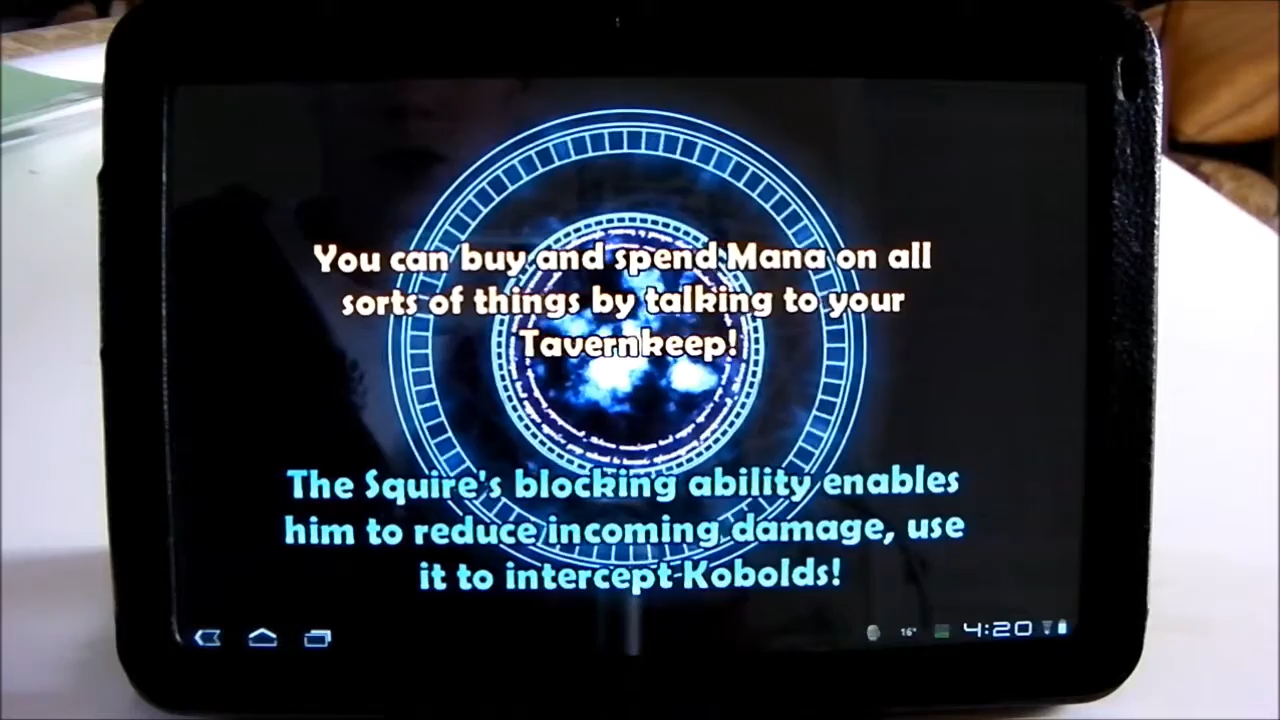 You can buy and spend Mana on all
sorts of things by talking to your
Tavernkeep!
The Squire's blocking ability enables
him to reduce incoming damage, use
it to intercept Kobolds!
16°
4:20